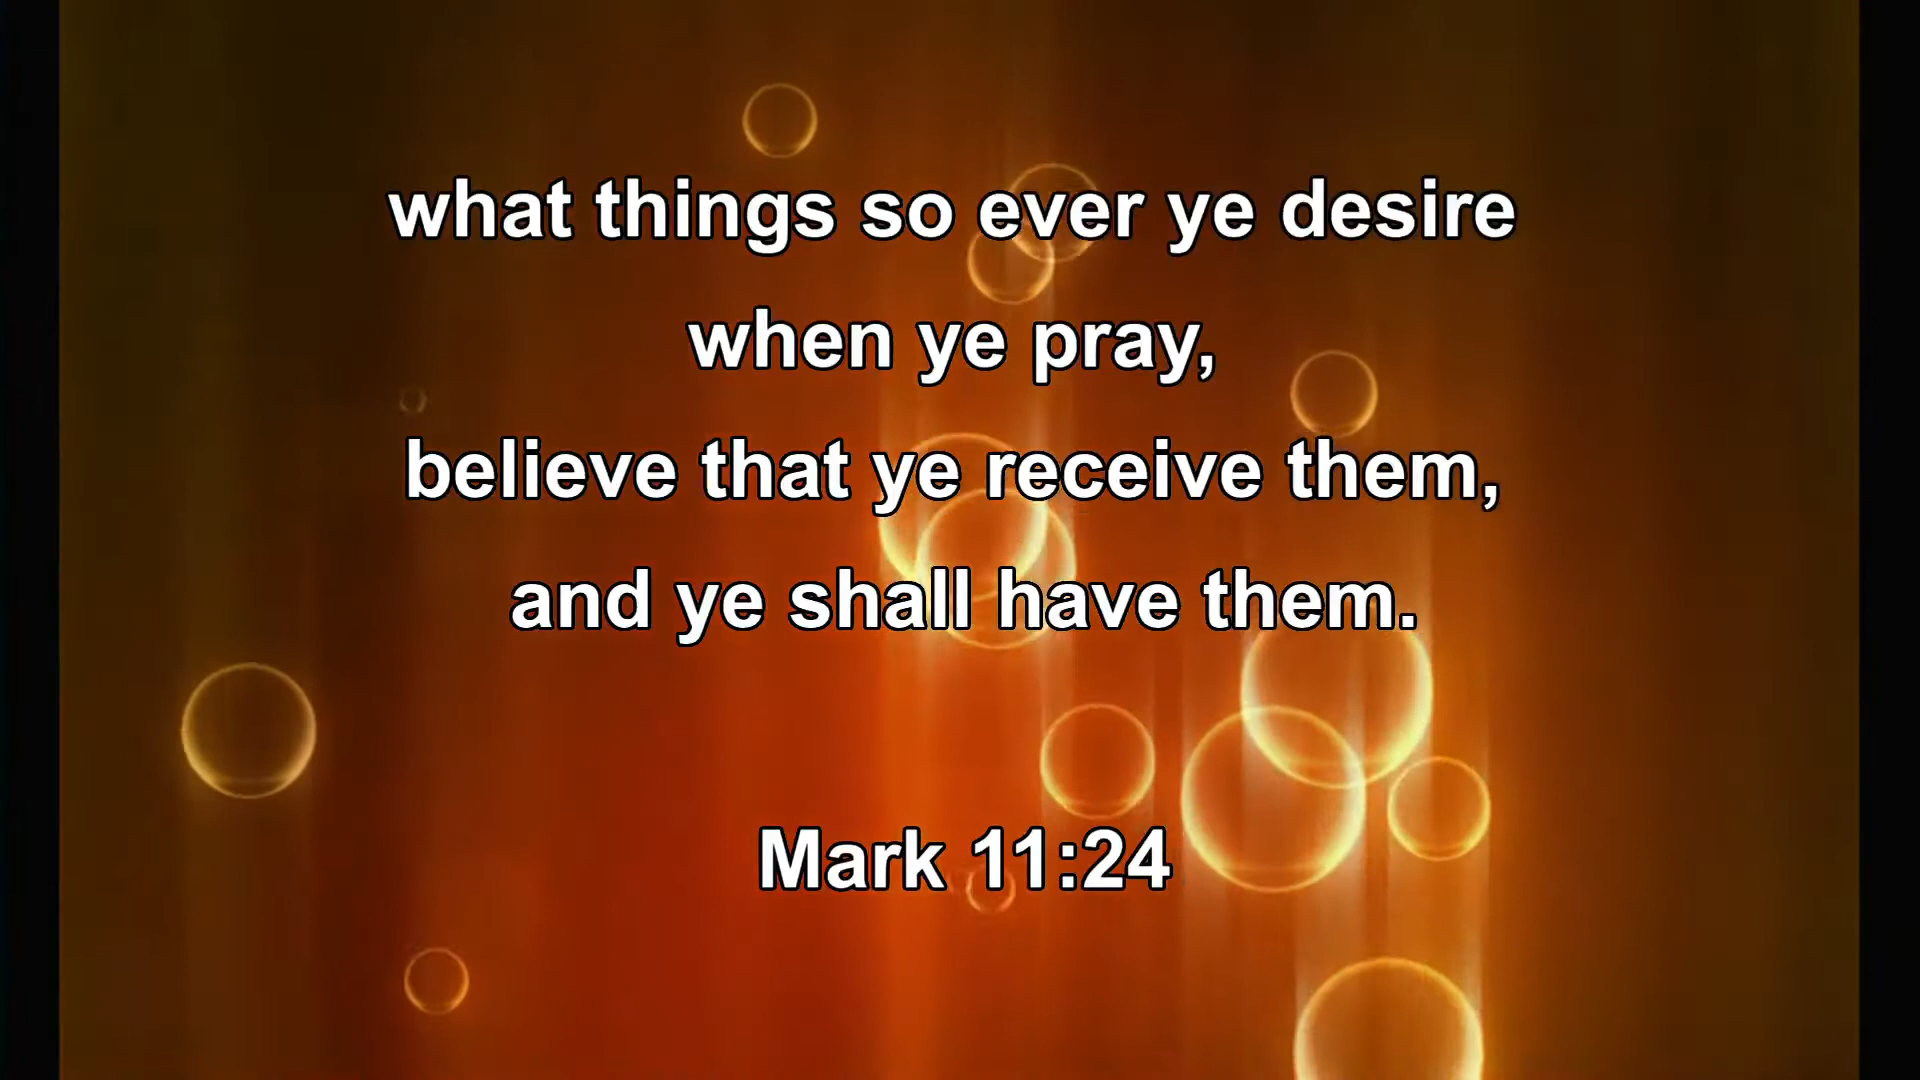 what things so ever ye desire
when ye pray,
believe that ye receive them,
and ye shall have them.
Mark 11:24